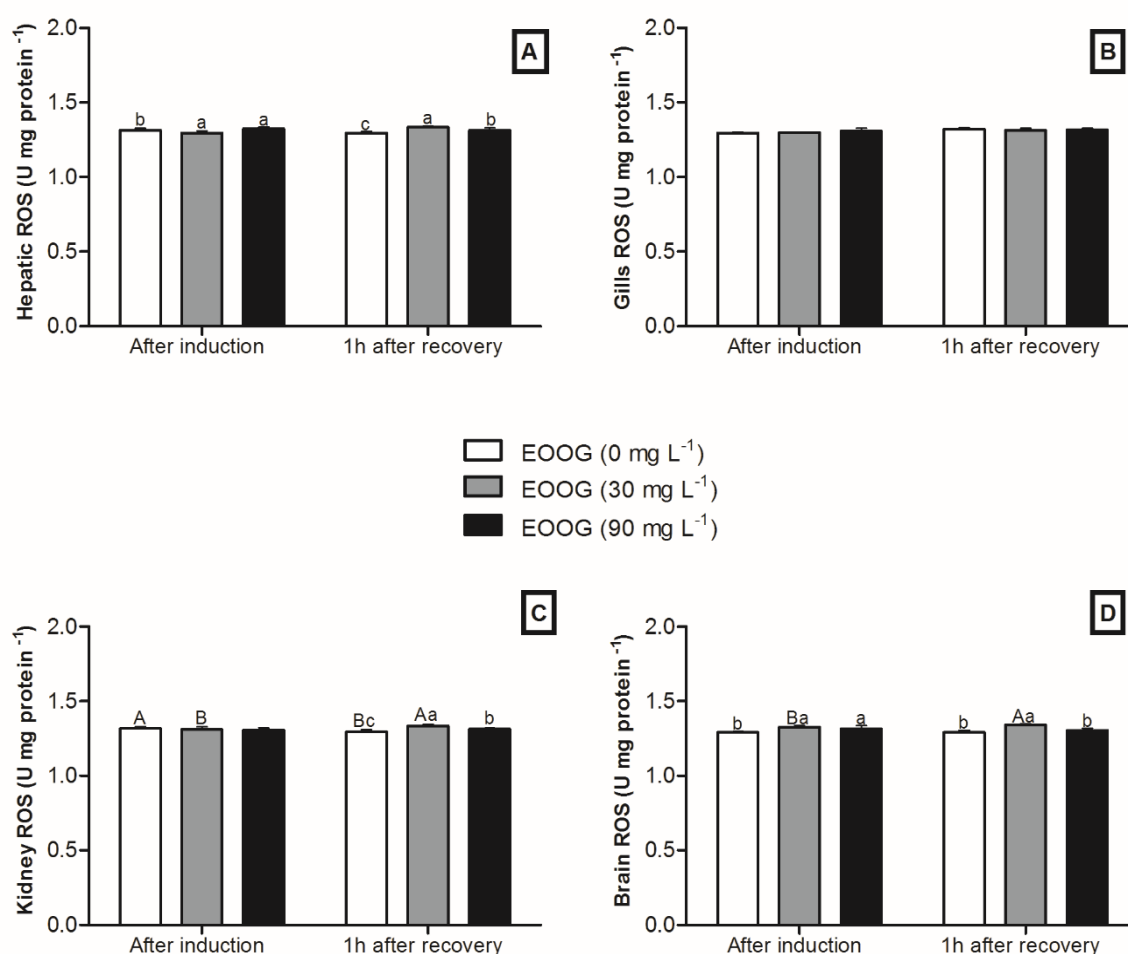 A
Hepatic ROS (U mg protein⁻¹)
2.0
1.5
1.0
0.5
0.0
b a a c a b
After induction 1h after recovery
B
Gills ROS (U mg protein⁻¹)
2.0
1.5
1.0
0.5
0.0
After induction 1h after recovery
EOOG (0 mg L⁻¹)
EOOG (30 mg L⁻¹)
EOOG (90 mg L⁻¹)
C
Kidney ROS (U mg protein⁻¹)
2.0
1.5
1.0
0.5
0.0
A B Bc Aa b
After induction 1h after recovery
D
Brain ROS (U mg protein⁻¹)
2.0
1.5
1.0
0.5
0.0
b Ba a b Aa b
After induction 1h after recovery